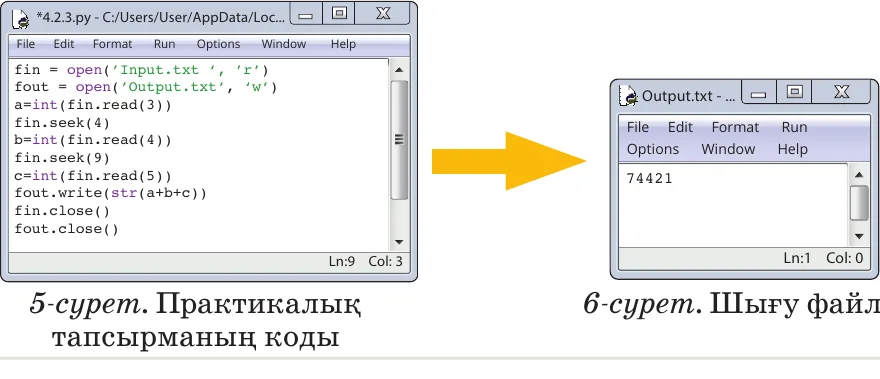 *4.2.3.py - C:/Users/User/AppData/Loc...
File Edit Format Run Options Window Help
fin = open('Input.txt ‘, 'r’)
fout = open('Output.txt’, ‘w’)
a=int(fin.read(3))
fin.seek(4)
b=int(fin.read(4))
fin.seek(9)
c=int(fin.read(5))
fout.write(str(a+b+c))
fin.close()
fout.close()
Ln:9 Col: 3
5-сурет. Практикалық
тапсырманың коды
Output.txt - ...
File Edit Format Run
Options Window Help
74421
Ln:1 Col: 0
6-сурет. Шығу файл